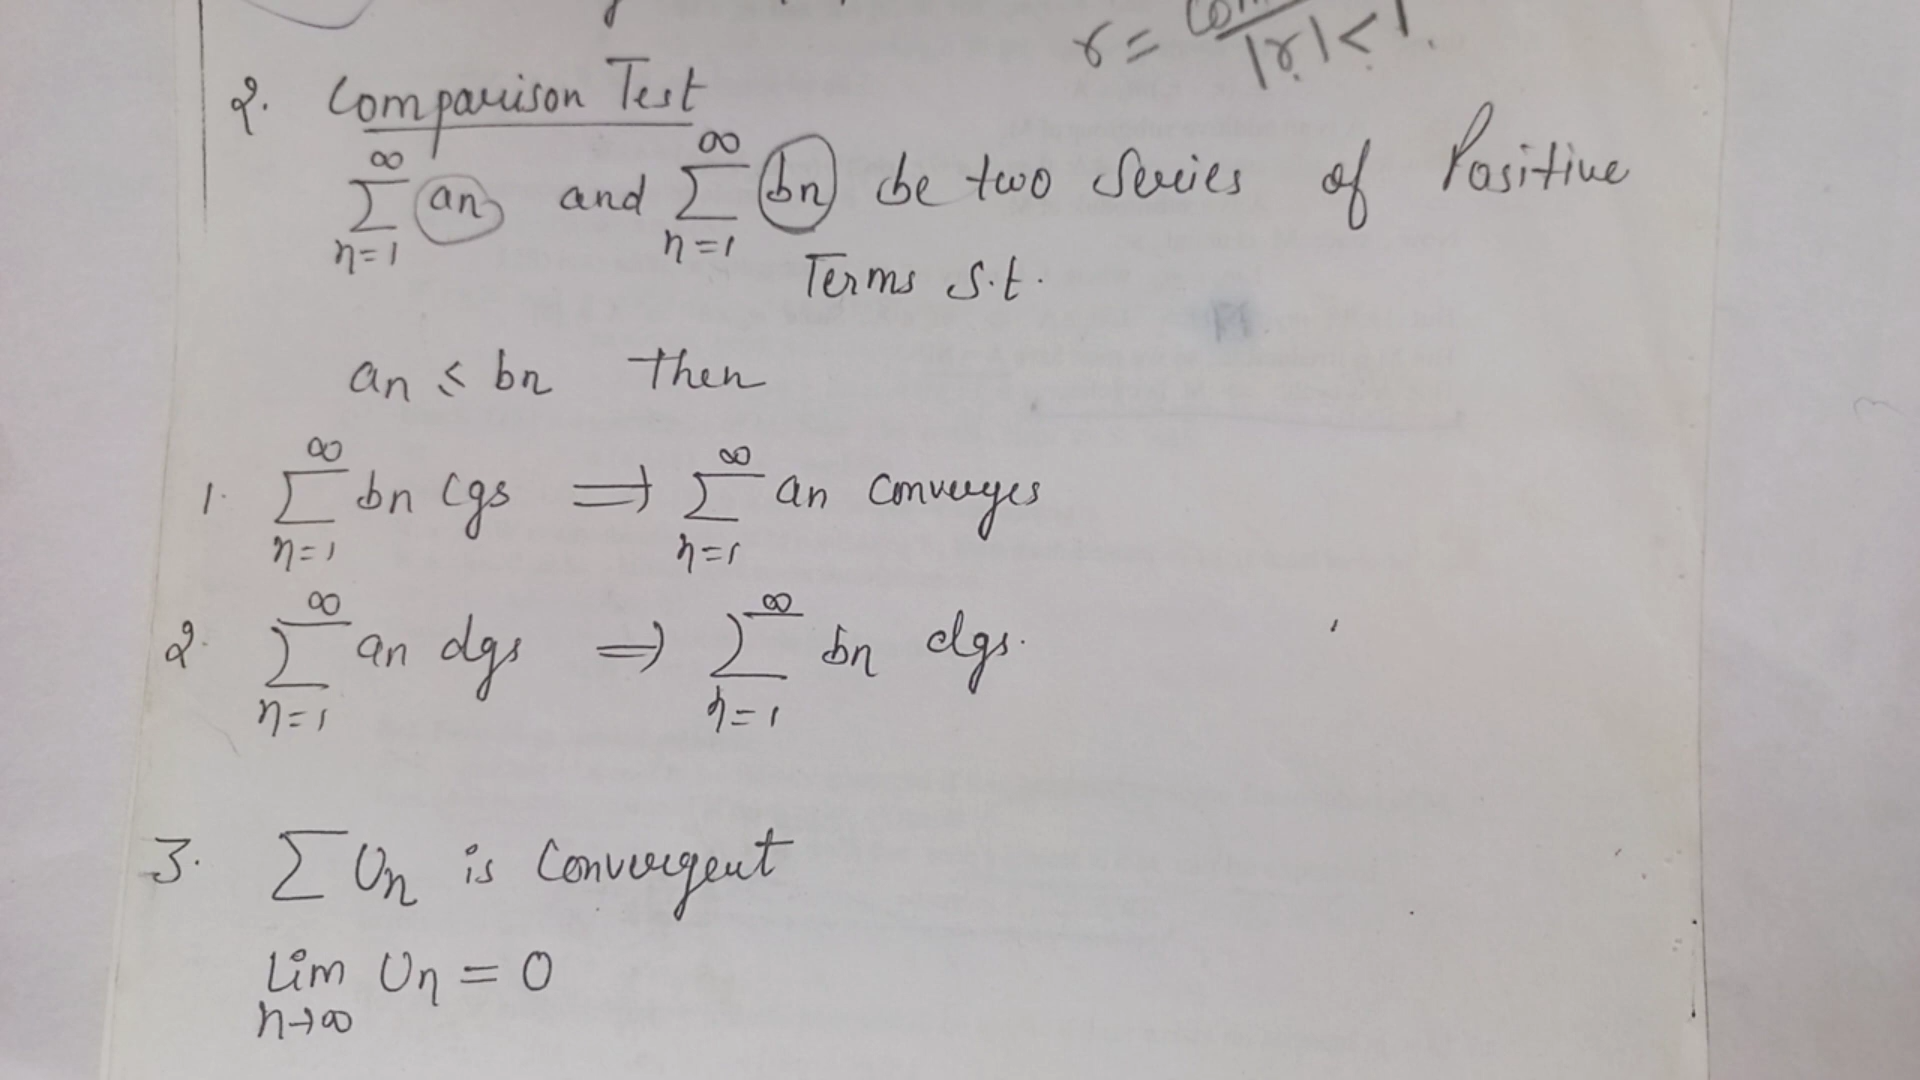 r = com
|r| < 1.
2. Comparison Test
∞ ∑ n=1 an and ∞ ∑ n=1 bn be two Series of Positive
Terms s.t.
an ≤ bn then
1. ∞ ∑ n=1 bn cgs ⟹ ∞ ∑ n=1 an converges
2. ∞ ∑ n=1 an dgs ⟹ ∞ ∑ n=1 bn dgs.
3. ∑ Un is Convergent
Lim n→∞ Un = 0